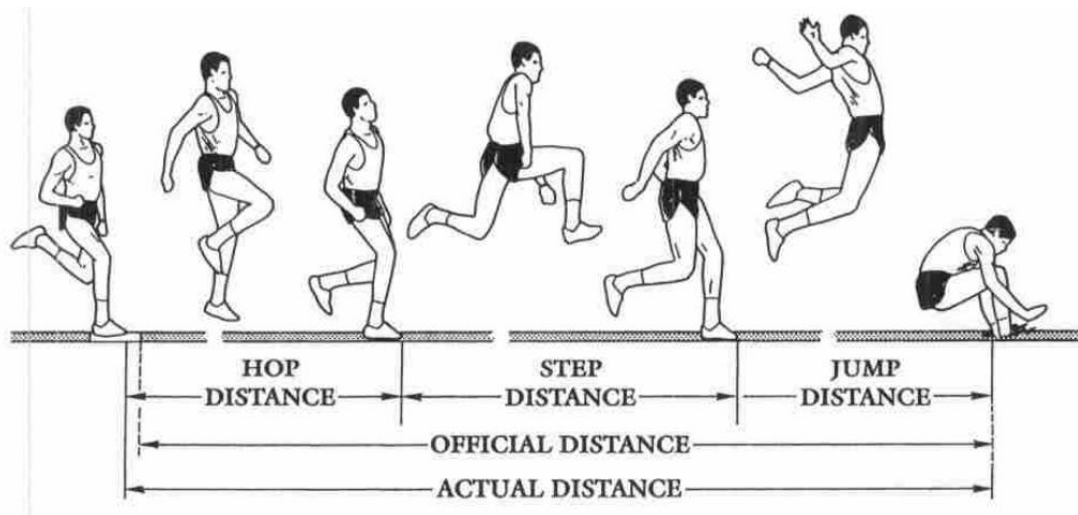 HOP
DISTANCE
STEP
DISTANCE
JUMP
DISTANCE
OFFICIAL DISTANCE
ACTUAL DISTANCE